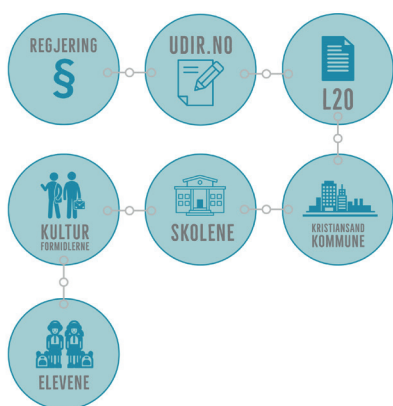 REGJERING
§
UDIR.NO
L20
KRISTIANSAND
KOMMUNE
SKOLENE
KULTUR
FORMIDLERNE
ELEVENE